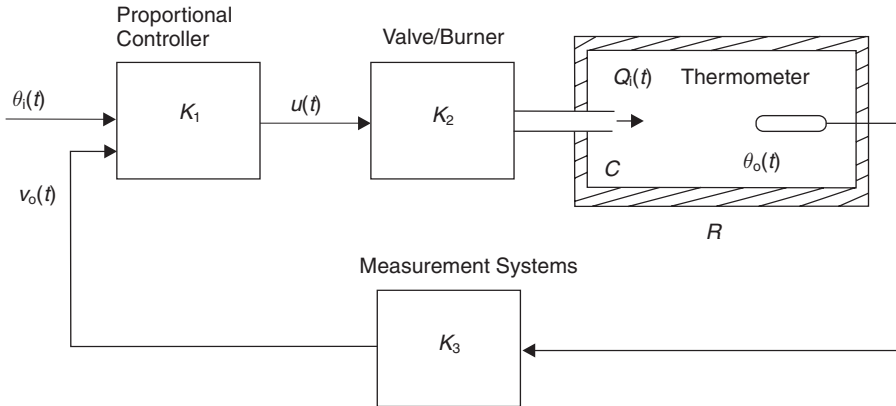 Proportional
Controller
Valve/Burner
θi(t)
K1
u(t)
K2
Qi(t)
Thermometer
vo(t)
C
θo(t)
R
Measurement Systems
K3